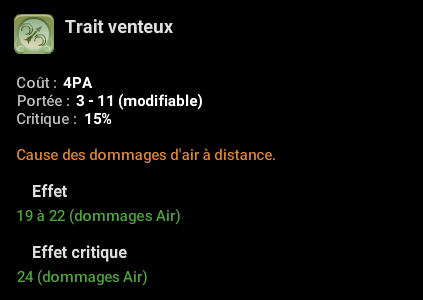 Trait venteux
Coût : 4PA
Portée : 3 - 11 (modifiable)
Critique : 15%
Cause des dommages d'air à distance.
Effet
19 à 22 (dommages Air)
Effet critique
24 (dommages Air)